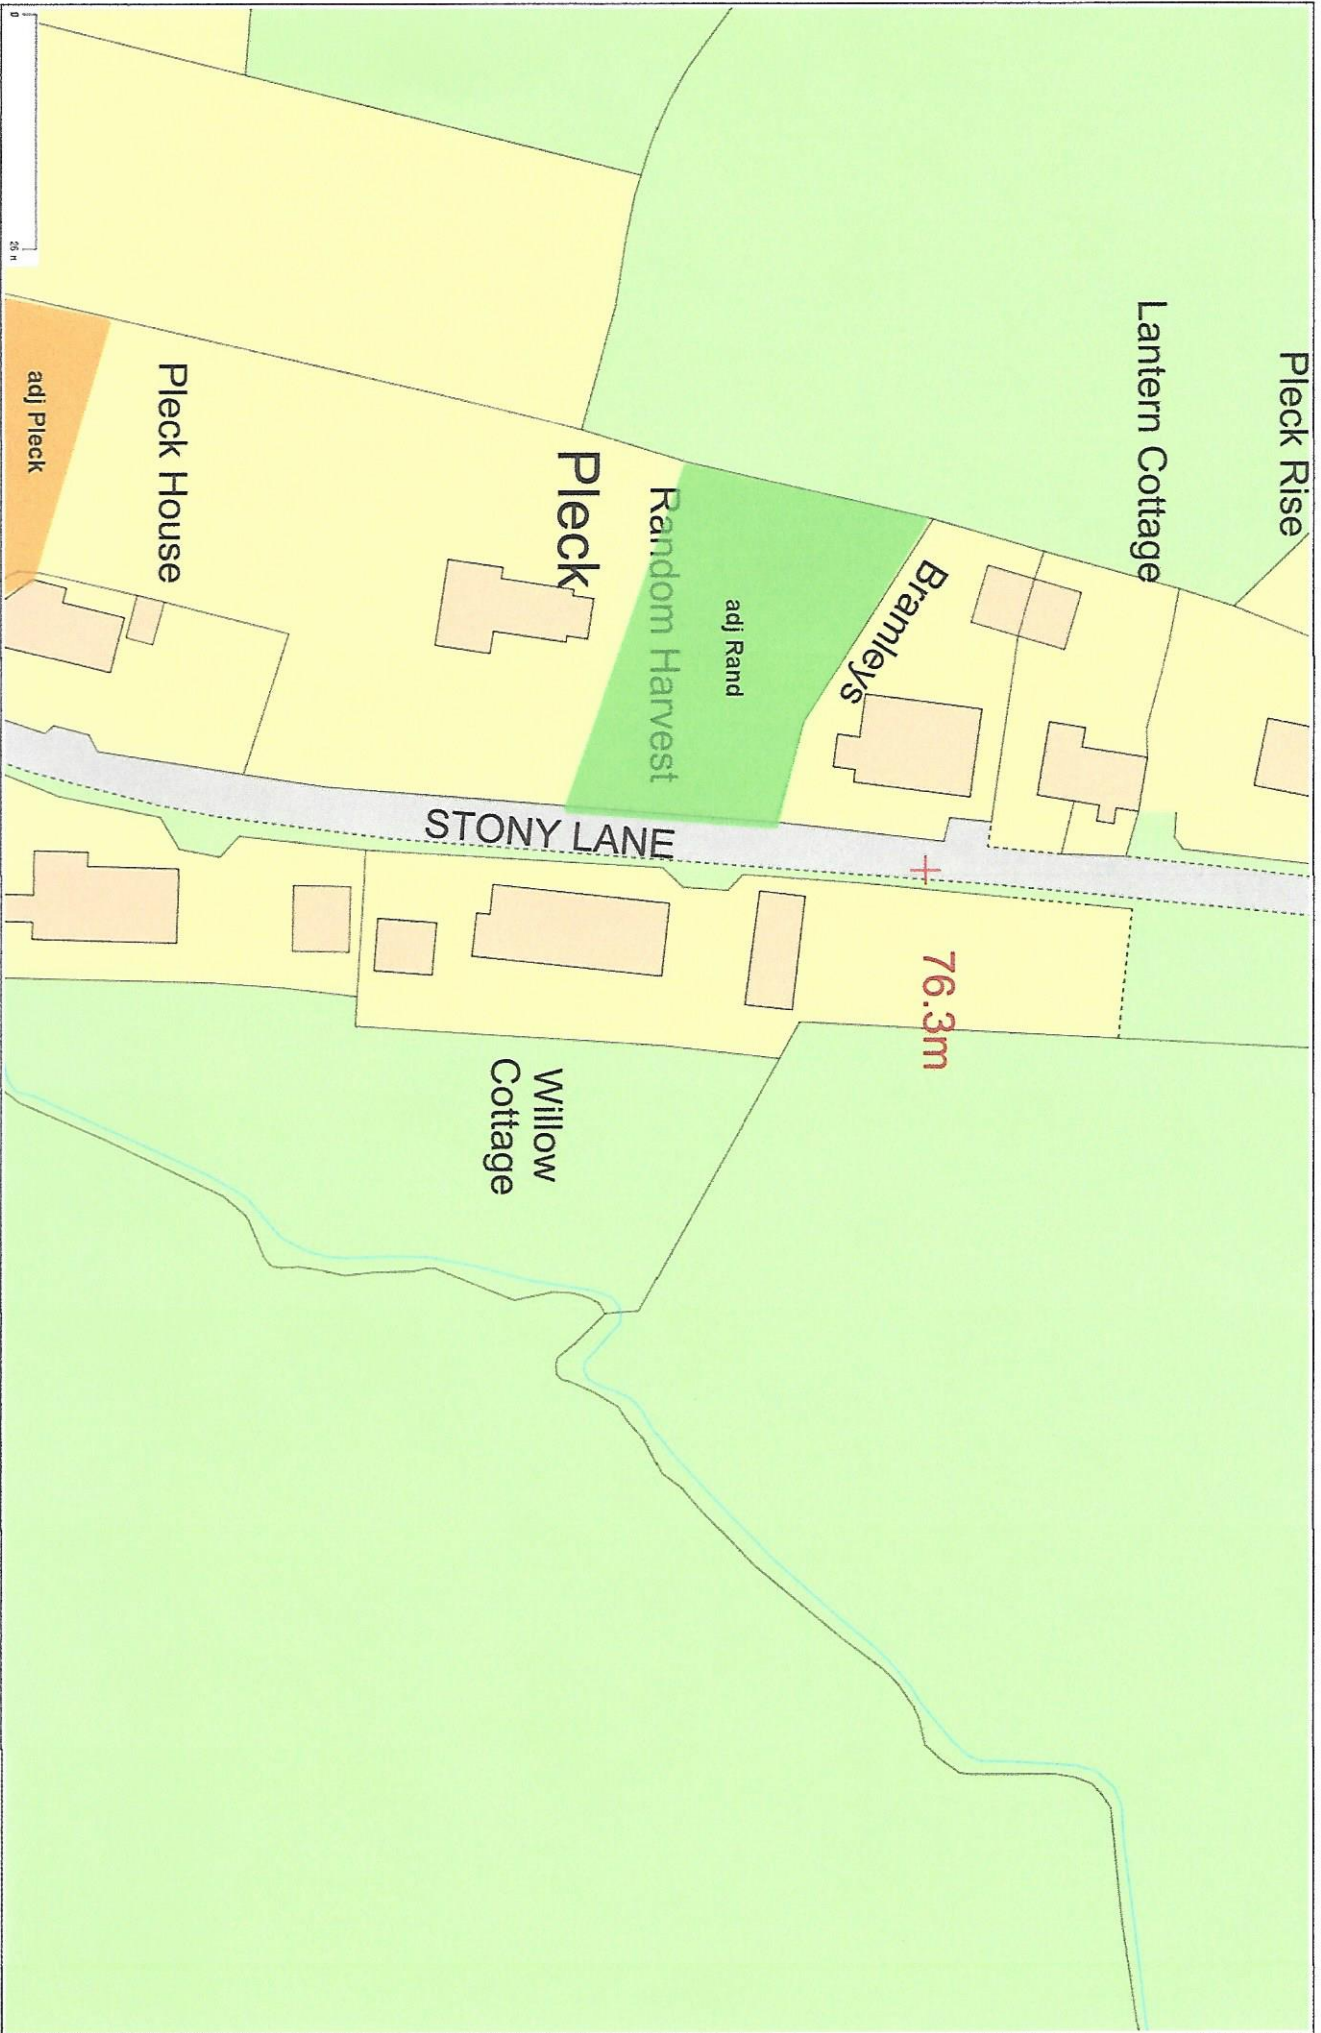 Pleck Rise
Lantern Cottage
Bramleys
76.3m
adj Rand
Random Harvest
STONY LANE
Pleck
Willow
Cottage
Pleck House
adj Pleck
0
26 M